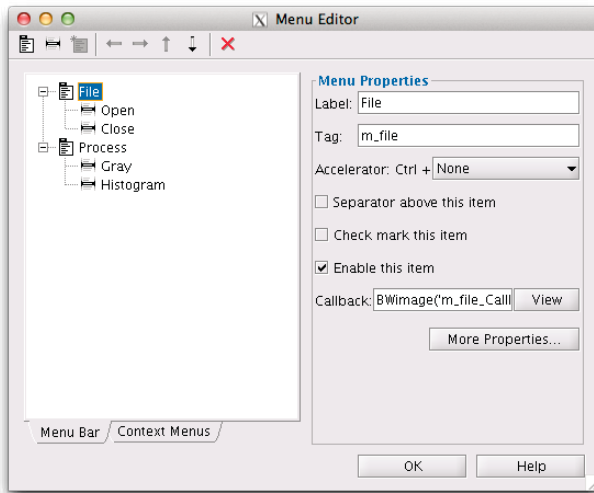 Menu Editor
File
Open
Close
Process
Gray
Histogram
Menu Bar
Context Menus
Menu Properties
Label: File
Tag: m_file
Accelerator: Ctrl + None
Separator above this item
Check mark this item
Enable this item
Callback: BWimage('m_file_Calll View
More Properties...
OK
Help